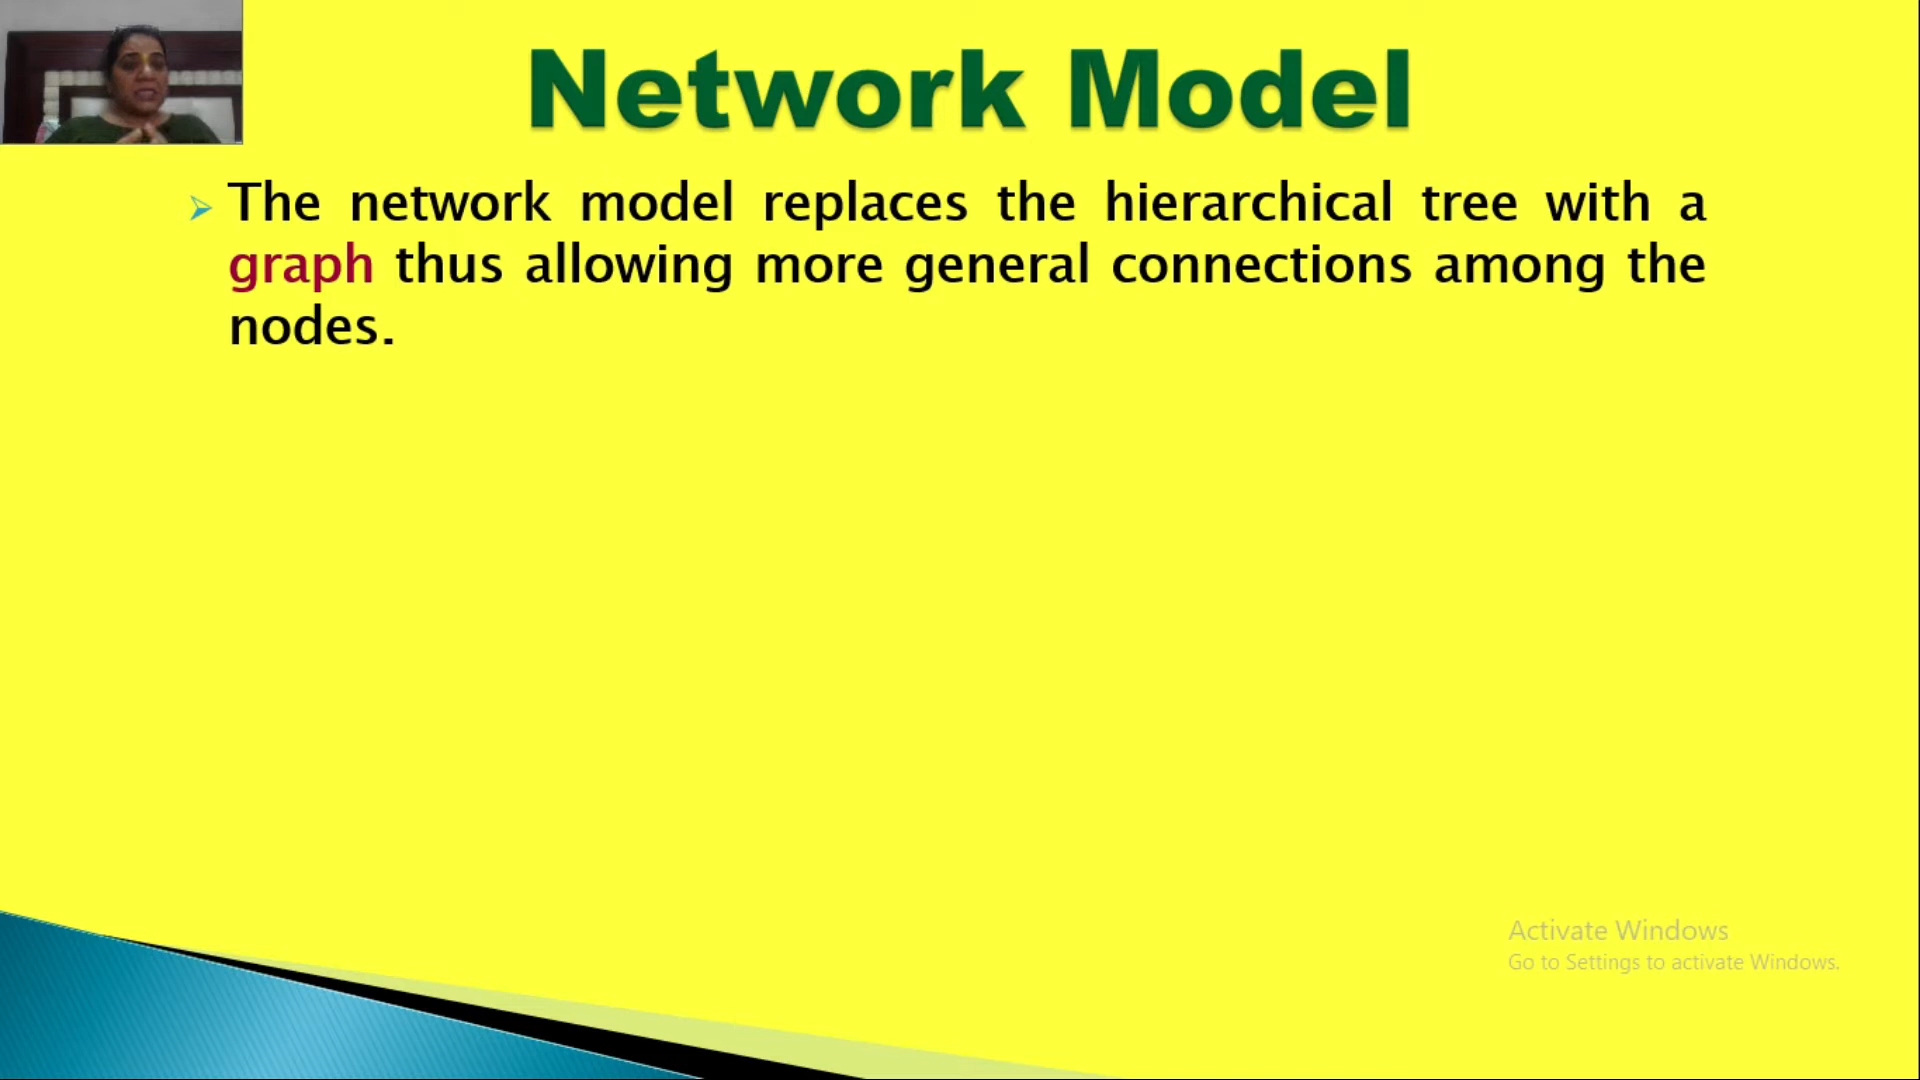 Network Model
The network model replaces the hierarchical tree with a
graph thus allowing more general connections among the
nodes.
Activate Windows
Go to Settings to activate Windows.